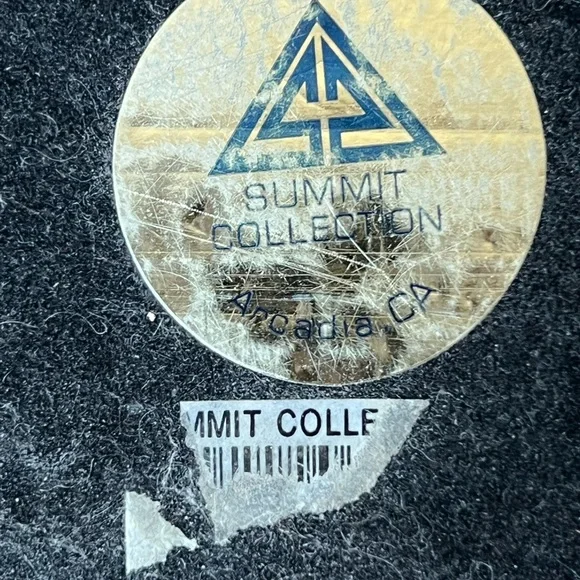 SUMMIT
COLLECTION
Arcadia, CA
MMIT COLLE